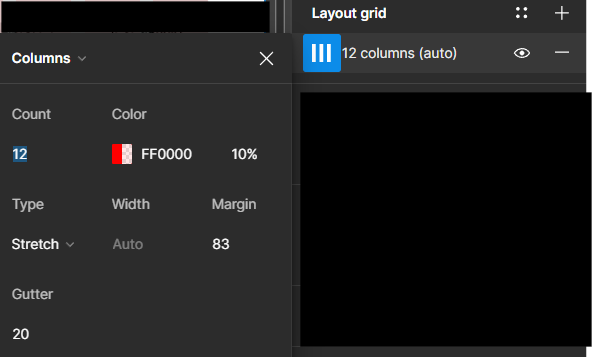 Layout grid
12 columns (auto)
Columns
Count
Color
12
FF0000
10%
Type
Width
Margin
Stretch
Auto
83
Gutter
20